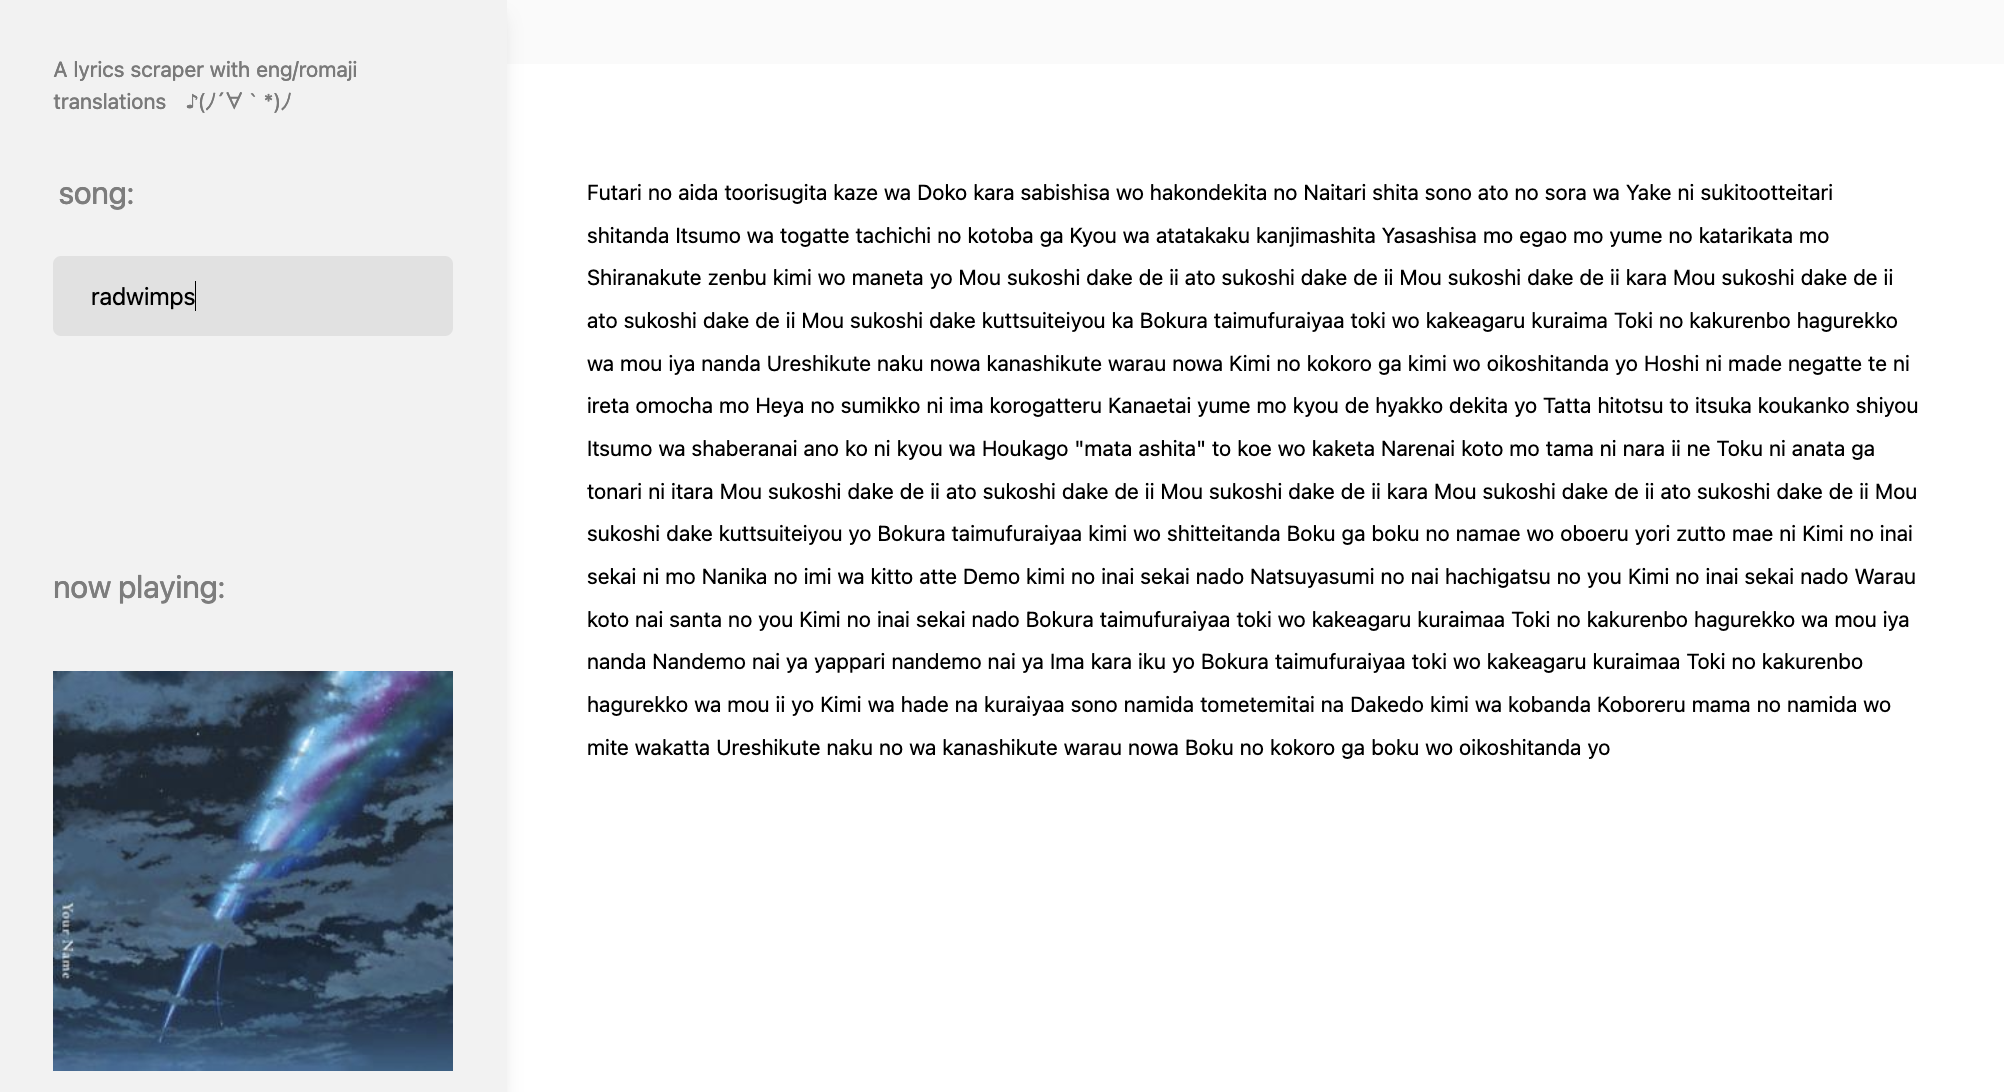 A lyrics scraper with eng/romaji
translations ♪(ﾉ´∀｀*)ﾉ
song:
radwimps
now playing:
Your Name
Futari no aida toorisugita kaze wa Doko kara sabishisa wo hakondekita no Naitari shita sono ato no sora wa Yake ni sukitootteitari
shitanda Itsumo wa togatte tachichi no kotoba ga Kyou wa atatakaku kanjimashita Yasashisa mo egao mo yume no katarikata mo
Shiranakute zenbu kimi wo maneta yo Mou sukoshi dake de ii ato sukoshi dake de ii Mou sukoshi dake de ii kara Mou sukoshi dake de ii
ato sukoshi dake de ii Mou sukoshi dake kuttsuiteiyou ka Bokura taimufuraiyaa toki wo kakeagaru kuraima Toki no kakurenbo hagurekko
wa mou iya nanda Ureshikute naku nowa kanashikute warau nowa Kimi no kokoro ga kimi wo oikoshitanda yo Hoshi ni made negatte te ni
ireta omocha mo Heya no sumikko ni ima korogatteru Kanaetai yume mo kyou de hyakko dekita yo Tatta hitotsu to itsuka koukanko shiyou
Itsumo wa shaberanai ano ko ni kyou wa Houkago "mata ashita" to koe wo kaketa Narenai koto mo tama ni nara ii ne Toku ni anata ga
tonari ni itara Mou sukoshi dake de ii ato sukoshi dake de ii Mou sukoshi dake de ii kara Mou sukoshi dake de ii ato sukoshi dake de ii Mou
sukoshi dake kuttsuiteiyou yo Bokura taimufuraiyaa kimi wo shitteitanda Boku ga boku no namae wo oboeru yori zutto mae ni Kimi no inai
sekai ni mo Nanika no imi wa kitto atte Demo kimi no inai sekai nado Natsuyasumi no nai hachigatsu no you Kimi no inai sekai nado Warau
koto nai santa no you Kimi no inai sekai nado Bokura taimufuraiyaa toki wo kakeagaru kuraimaa Toki no kakurenbo hagurekko wa mou iya
nanda Nandemo nai ya yappari nandemo nai ya Ima kara iku yo Bokura taimufuraiyaa toki wo kakeagaru kuraimaa Toki no kakurenbo
hagurekko wa mou ii yo Kimi wa hade na kuraiyaa sono namida tometemitai na Dakedo kimi wa kobanda Koboreru mama no namida wo
mite wakatta Ureshikute naku no wa kanashikute warau nowa Boku no kokoro ga boku wo oikoshitanda yo